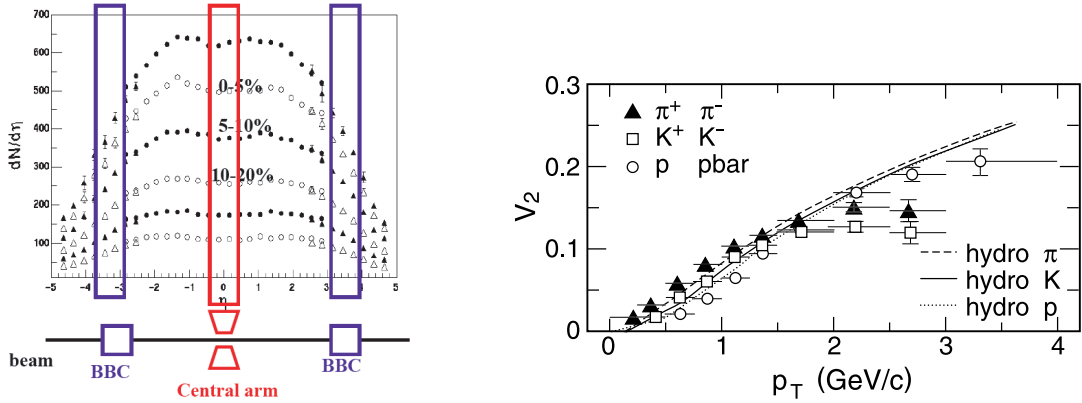 700
600
500
400
300
200
100
dN/dη
0-5%
5-10%
10-20%
-5 -4 -3 -2 -1 0 1 2 3 4 5
η
beam
BBC
BBC
Central arm
0.3
0.2
0.1
0
V2
π+ π-
K+ K-
p pbar
hydro π
hydro K
hydro p
0 1 2 3 4
pT (GeV/c)